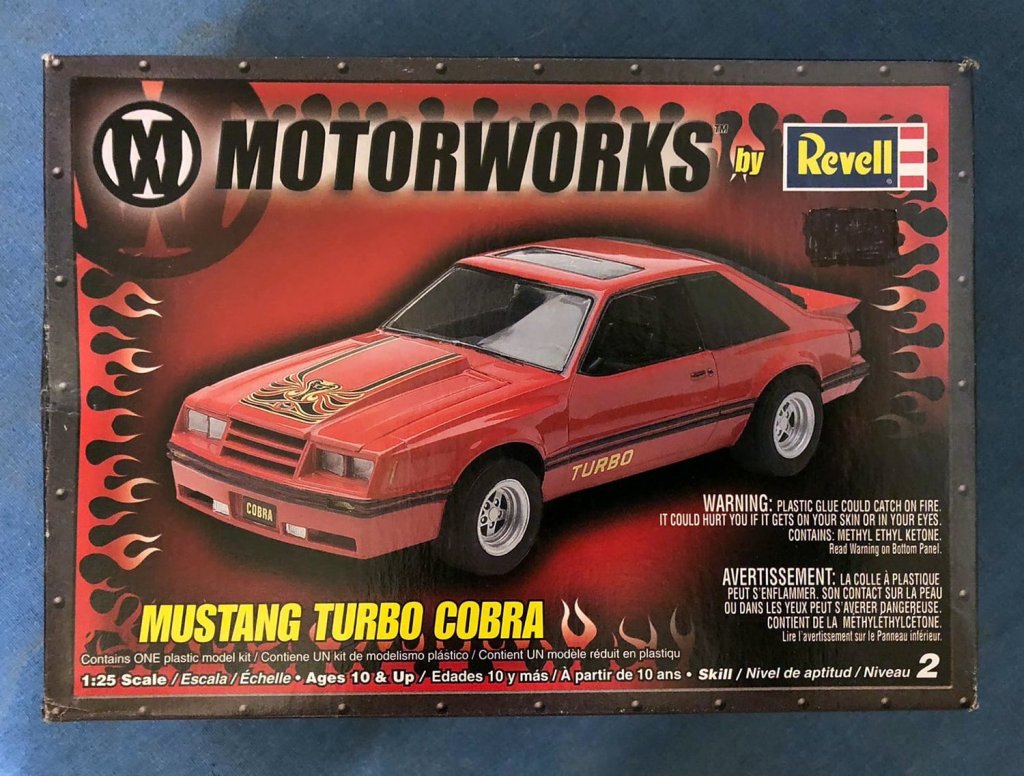 MOTORWORKS™ by Revell®
COBRA
TURBO
WARNING: PLASTIC GLUE COULD CATCH ON FIRE.
IT COULD HURT YOU IF IT GETS ON YOUR SKIN OR IN YOUR EYES.
CONTAINS: METHYL ETHYL KETONE.
Read Warning on Bottom Panel.
AVERTISSEMENT: LA COLLE À PLASTIQUE
PEUT S'ENFLAMMER. SON CONTACT SUR LA PEAU
OU DANS LES YEUX PEUT S'AVERER DANGEREUSE.
CONTIENT DE LA MÉTHYLÉTHYLCÉTONE.
Lire l'avertissement sur le Panneau inférieur.
MUSTANG TURBO COBRA
Contains ONE plastic model kit / Contiene UN kit de modelismo plástico / Contient UN modèle réduit en plastiqu
1:25 Scale / Escala / Échelle • Ages 10 & Up / Edades 10 y más / À partir de 10 ans • Skill / Nivel de aptitud / Niveau 2